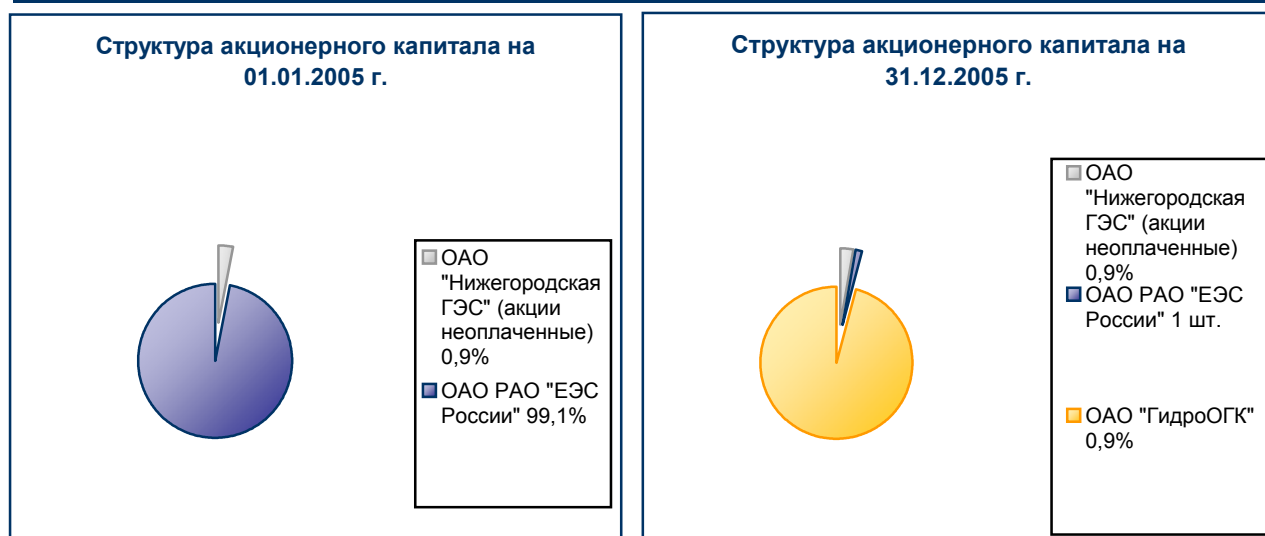 Структура акционерного капитала на
01.01.2005 г.
ОАО
"Нижегородская
ГЭС" (акции
неоплаченные)
0,9%
ОАО РАО "ЕЭС
России" 99,1%
Структура акционерного капитала на
31.12.2005 г.
ОАО
"Нижегородская
ГЭС" (акции
неоплаченные)
0,9%
ОАО РАО "ЕЭС
России" 1 шт.
ОАО "ГидроОГК"
0,9%